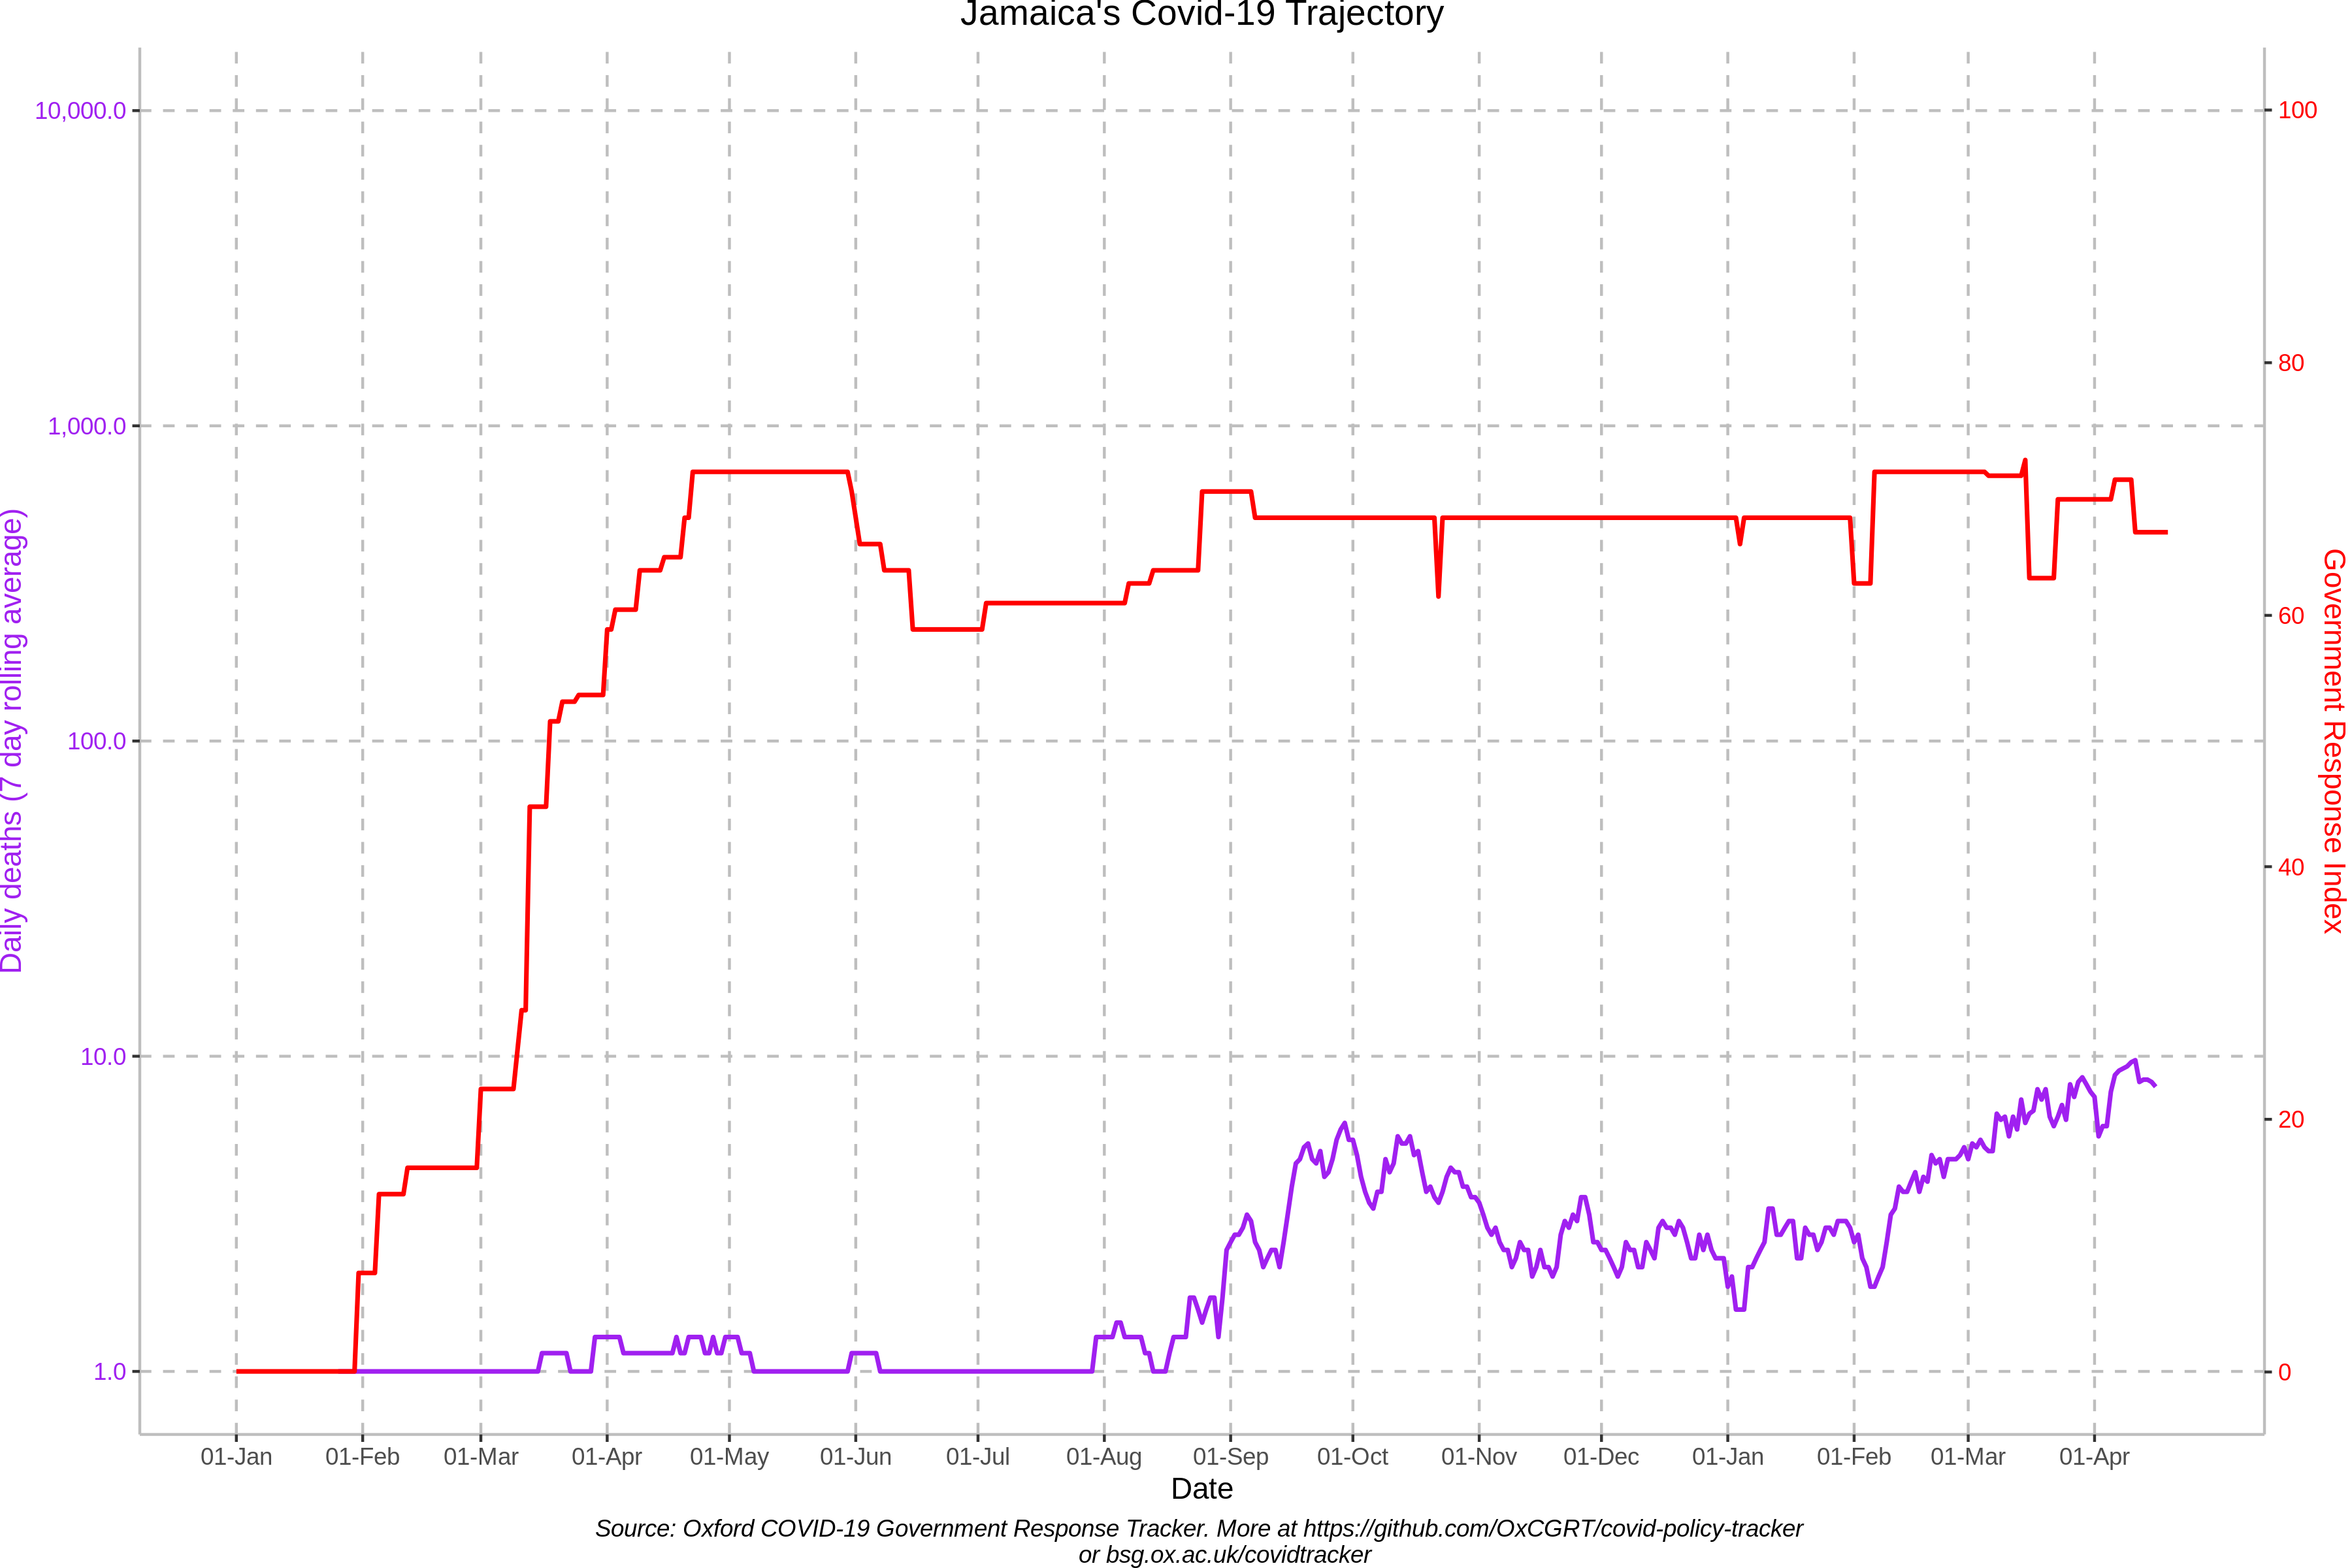 Jamaica's Covid-19 Trajectory
10,000.0
1,000.0
100.0
10.0
1.0
Daily deaths (7 day rolling average)
100
80
60
40
20
0
Government Response Index
01-Jan 01-Feb 01-Mar 01-Apr 01-May 01-Jun 01-Jul 01-Aug 01-Sep 01-Oct 01-Nov 01-Dec 01-Jan 01-Feb 01-Mar 01-Apr
Date
Source: Oxford COVID-19 Government Response Tracker. More at https://github.com/OxCGRT/covid-policy-tracker
or bsg.ox.ac.uk/covidtracker